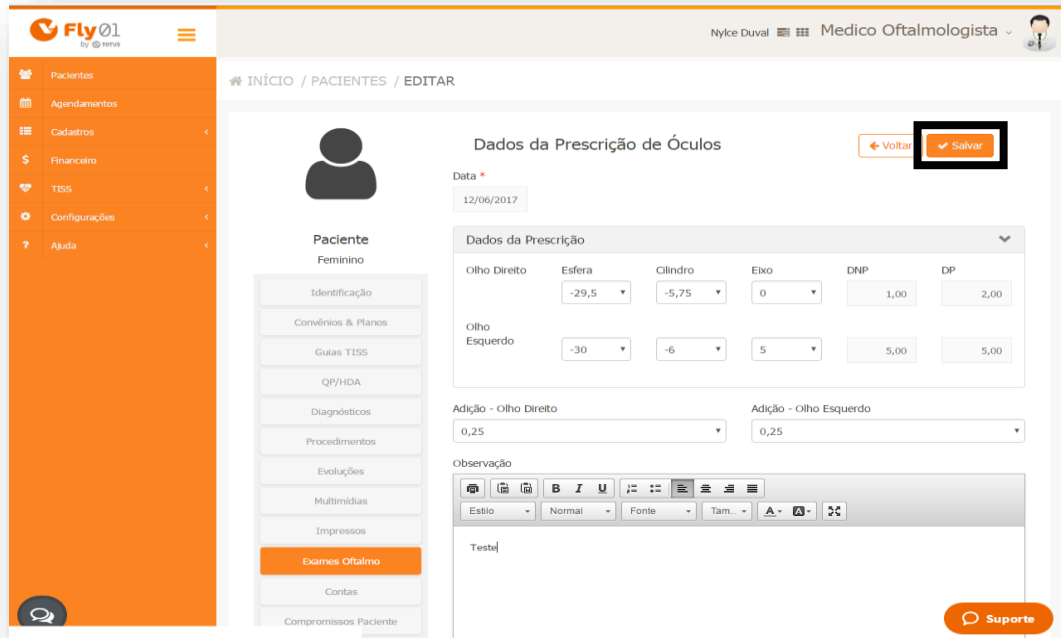 Fly01
by TOTVS
Nylce Duval
Medico Oftalmologista
Pacientes
Agendamentos
Cadastros
$ Financeiro
TISS
Configurações
? Ajuda
INÍCIO / PACIENTES / EDITAR
Paciente
Feminino
Identificação
Convênios & Planos
Guias TISS
QP/HDA
Diagnósticos
Procedimentos
Evoluções
Multimídias
Impressos
Exames Oftalmo
Contas
Compromissos Paciente
Dados da Prescrição de Óculos
Voltar
Salvar
Data *
12/06/2017
Dados da Prescrição
Olho Direito Esfera Cilindro Eixo DNP DP
-29,5 -5,75 0 1,00 2,00
Olho
Esquerdo
-30 -6 5 5,00 5,00
Adição - Olho Direito Adição - Olho Esquerdo
0,25 0,25
Observação
B I U
Estilo Normal Fonte Tam.. A A
Teste
Suporte